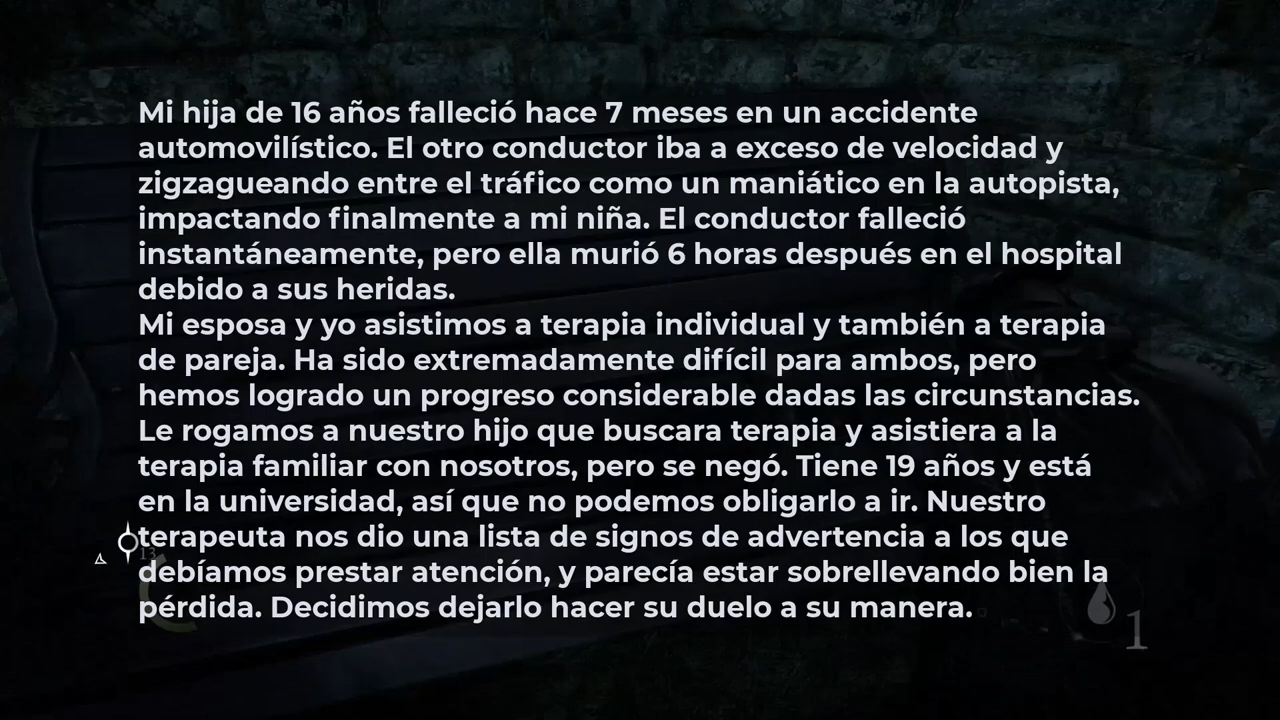 Mi hija de 16 años falleció hace 7 meses en un accidente
automovilístico. El otro conductor iba a exceso de velocidad y
zigzagueando entre el tráfico como un maniático en la autopista,
impactando finalmente a mi niña. El conductor falleció
instantáneamente, pero ella murió 6 horas después en el hospital
debido a sus heridas.
Mi esposa y yo asistimos a terapia individual y también a terapia
de pareja. Ha sido extremadamente difícil para ambos, pero
hemos logrado un progreso considerable dadas las circunstancias.
Le rogamos a nuestro hijo que buscara terapia y asistiera a la
terapia familiar con nosotros, pero se negó. Tiene 19 años y está
en la universidad, así que no podemos obligarlo a ir. Nuestro
terapeuta nos dio una lista de signos de advertencia a los que
13
debíamos prestar atención, y parecía estar sobrellevando bien la
pérdida. Decidimos dejarlo hacer su duelo a su manera.
1